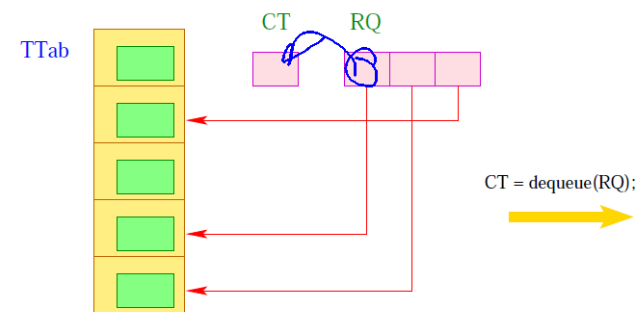 CT RQ
TTab
CT = dequeue(RQ);